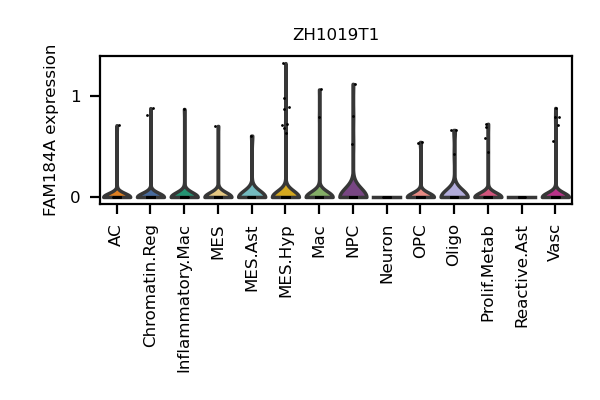 ZH1019T1
FAM184A expression
1
0
AC
Chromatin.Reg
Inflammatory.Mac
MES
MES.Ast
MES.Hyp
Mac
NPC
Neuron
OPC
Oligo
Prolif.Metab
Reactive.Ast
Vasc